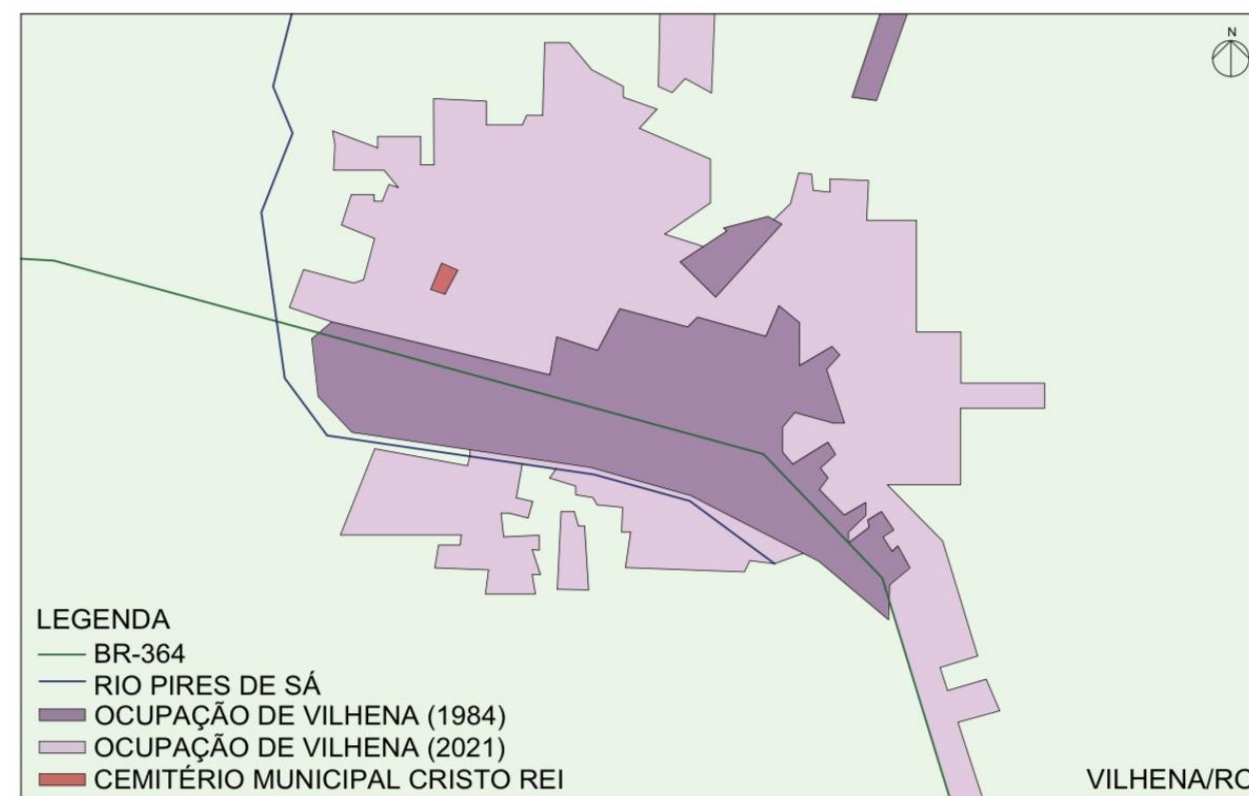 N
LEGENDA
BR-364
RIO PIRES DE SÁ
OCUPAÇÃO DE VILHENA (1984)
OCUPAÇÃO DE VILHENA (2021)
CEMITÉRIO MUNICIPAL CRISTO REI
VILHENA/RO